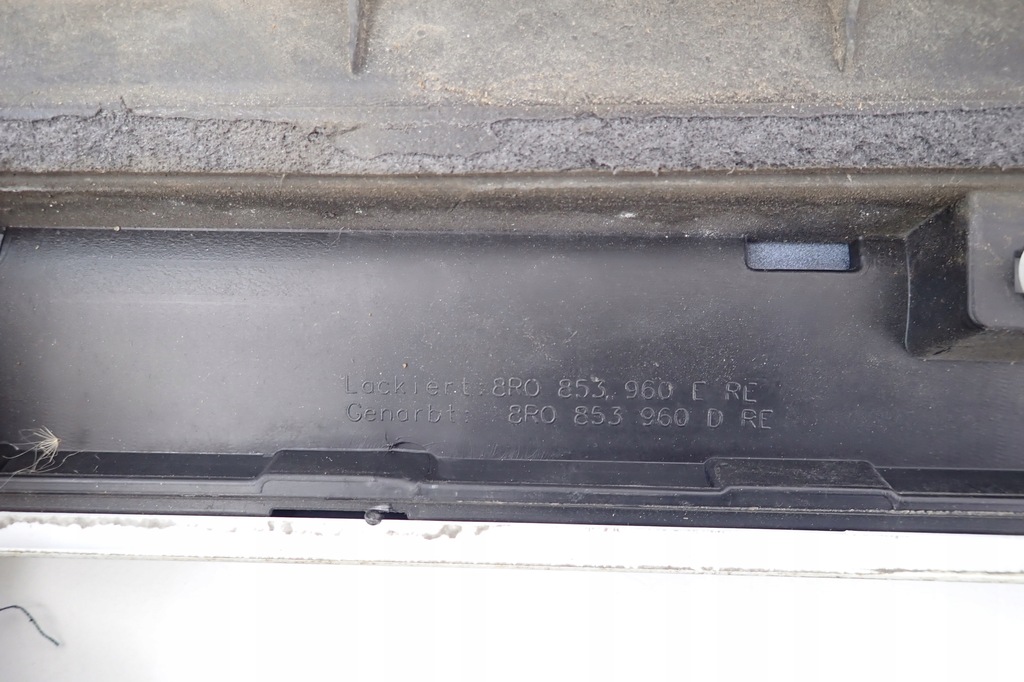 Lackiert: 8R0 853 960 E RE
Genarbt: 8R0 853 960 D RE